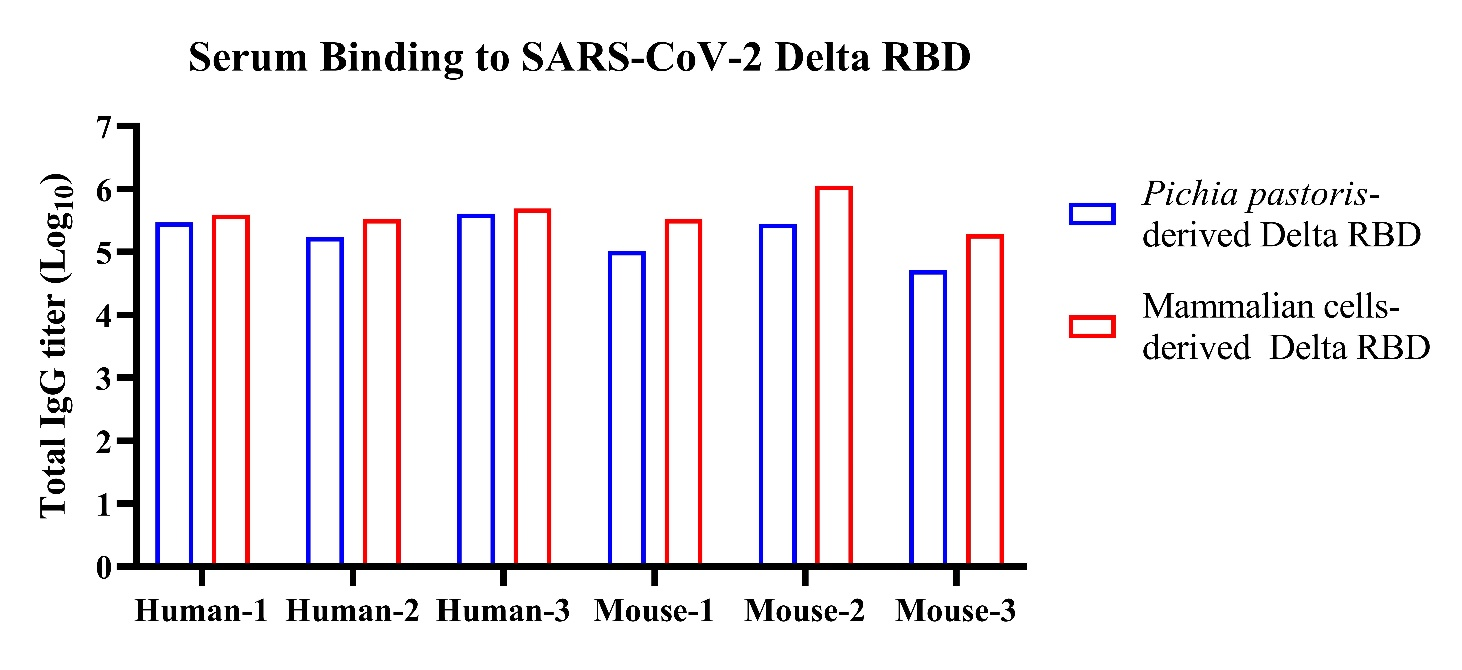 Serum Binding to SARS-CoV-2 Delta RBD
Total IgG titer (Log10)
7
6
5
4
3
2
1
0
Human-1 Human-2 Human-3 Mouse-1 Mouse-2 Mouse-3
Pichia pastoris-
derived Delta RBD
Mammalian cells-
derived  Delta RBD